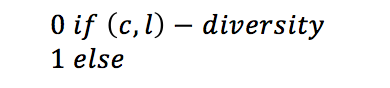 0 if (c, l) – diversity
1 else